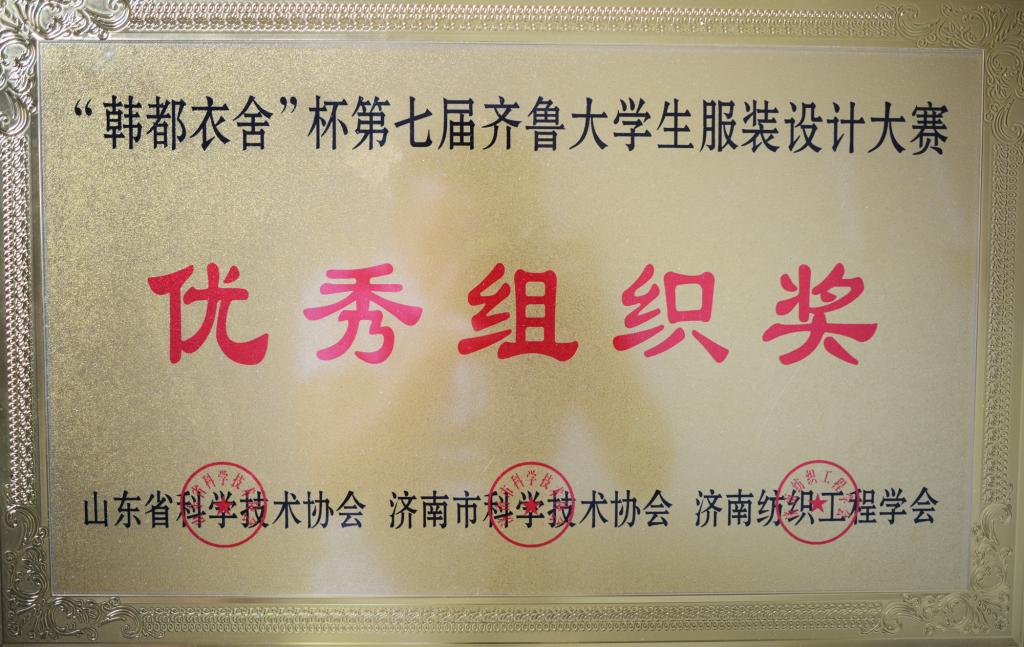 “韩都衣舍”杯第七届齐鲁大学生服装设计大赛
优秀组织奖
山东省科学技术协会 济南市科学技术协会 济南纺织工程学会